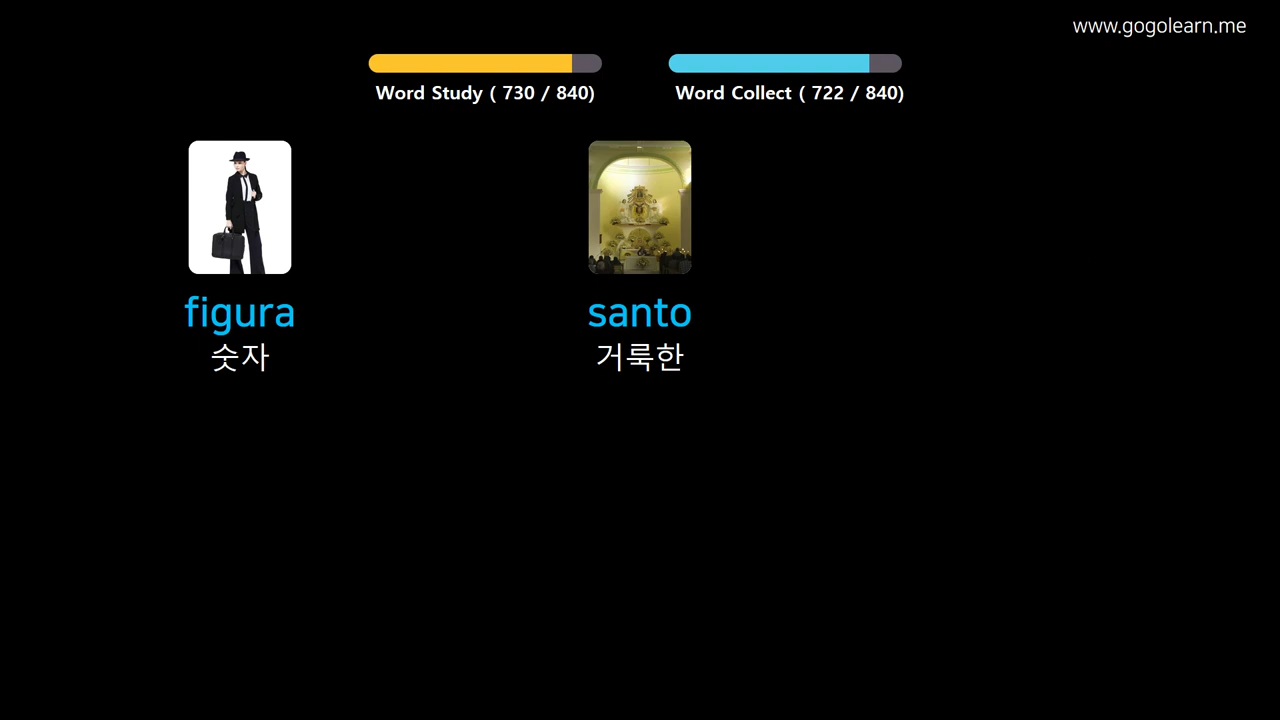 www.gogolearn.me
Word Study ( 730 / 840)
Word Collect ( 722 / 840)
figura
숫자
santo
거룩한